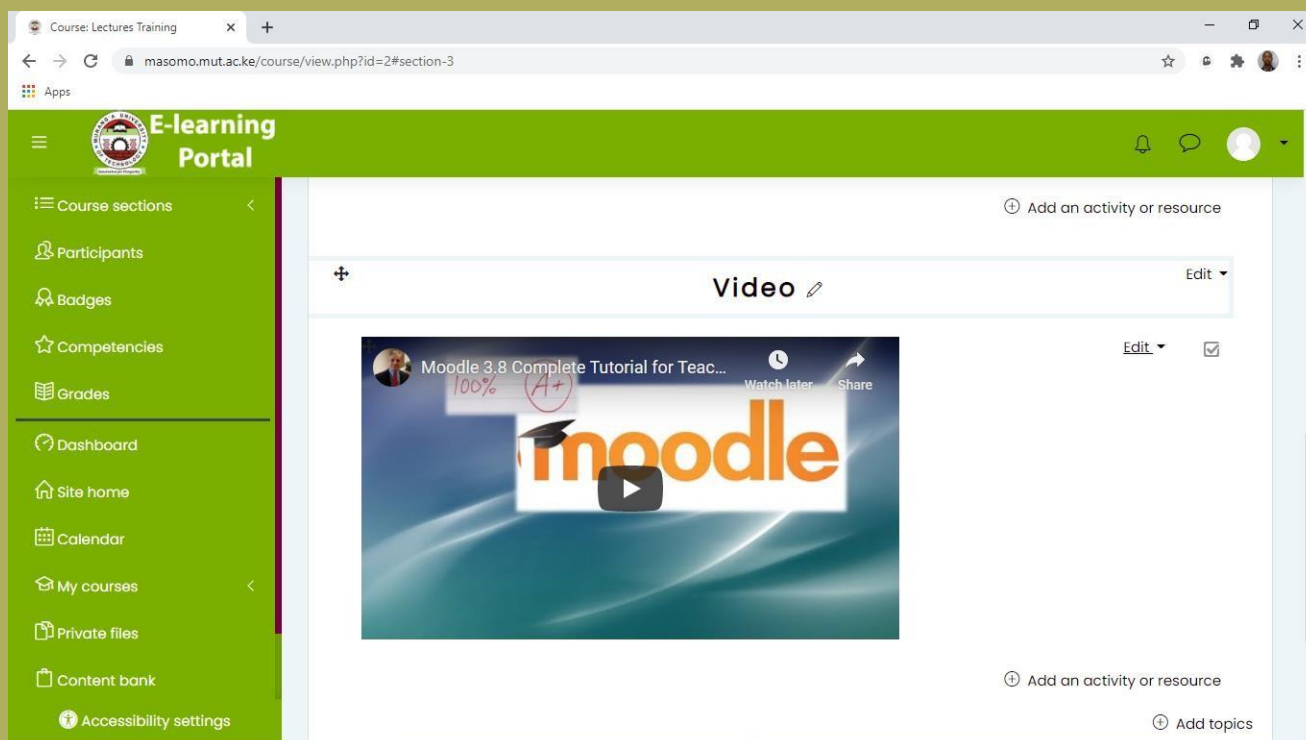 Course: Lectures Training
masomo.mut.ac.ke/course/view.php?id=2#section-3
Apps
E-learning
Portal
Course sections
Participants
Badges
Competencies
Grades
Dashboard
Site home
Calendar
My courses
Private files
Content bank
Accessibility settings
Add an activity or resource
Video
Edit
Edit
Moodle 3.8 Complete Tutorial for Teac...
Watch later
Share
100% A+
moodle
Add an activity or resource
Add topics